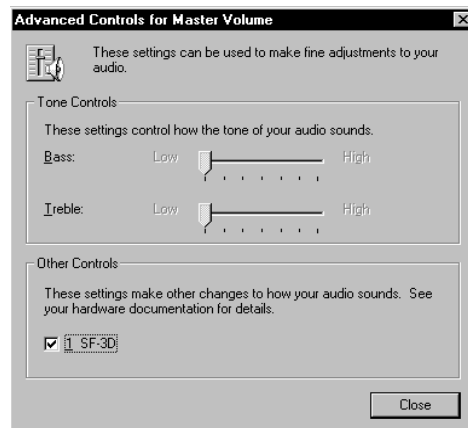 Advanced Controls for Master Volume
These settings can be used to make fine adjustments to your
audio.
Tone Controls
These settings control how the tone of your audio sounds.
Bass: Low High
Treble: Low High
Other Controls
These settings make other changes to how your audio sounds. See
your hardware documentation for details.
1 SF-3D
Close